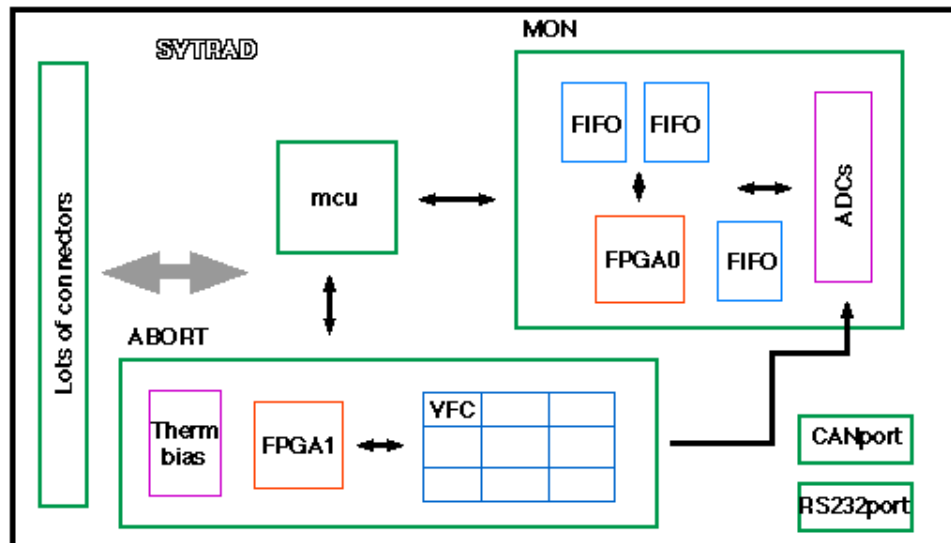 SYTRAD
MON
FIFO
FIFO
ADCs
mcu
FPGA0
FIFO
Lots of connectors
ABORT
Therm
bias
FPGA1
VFC
CANport
RS232port